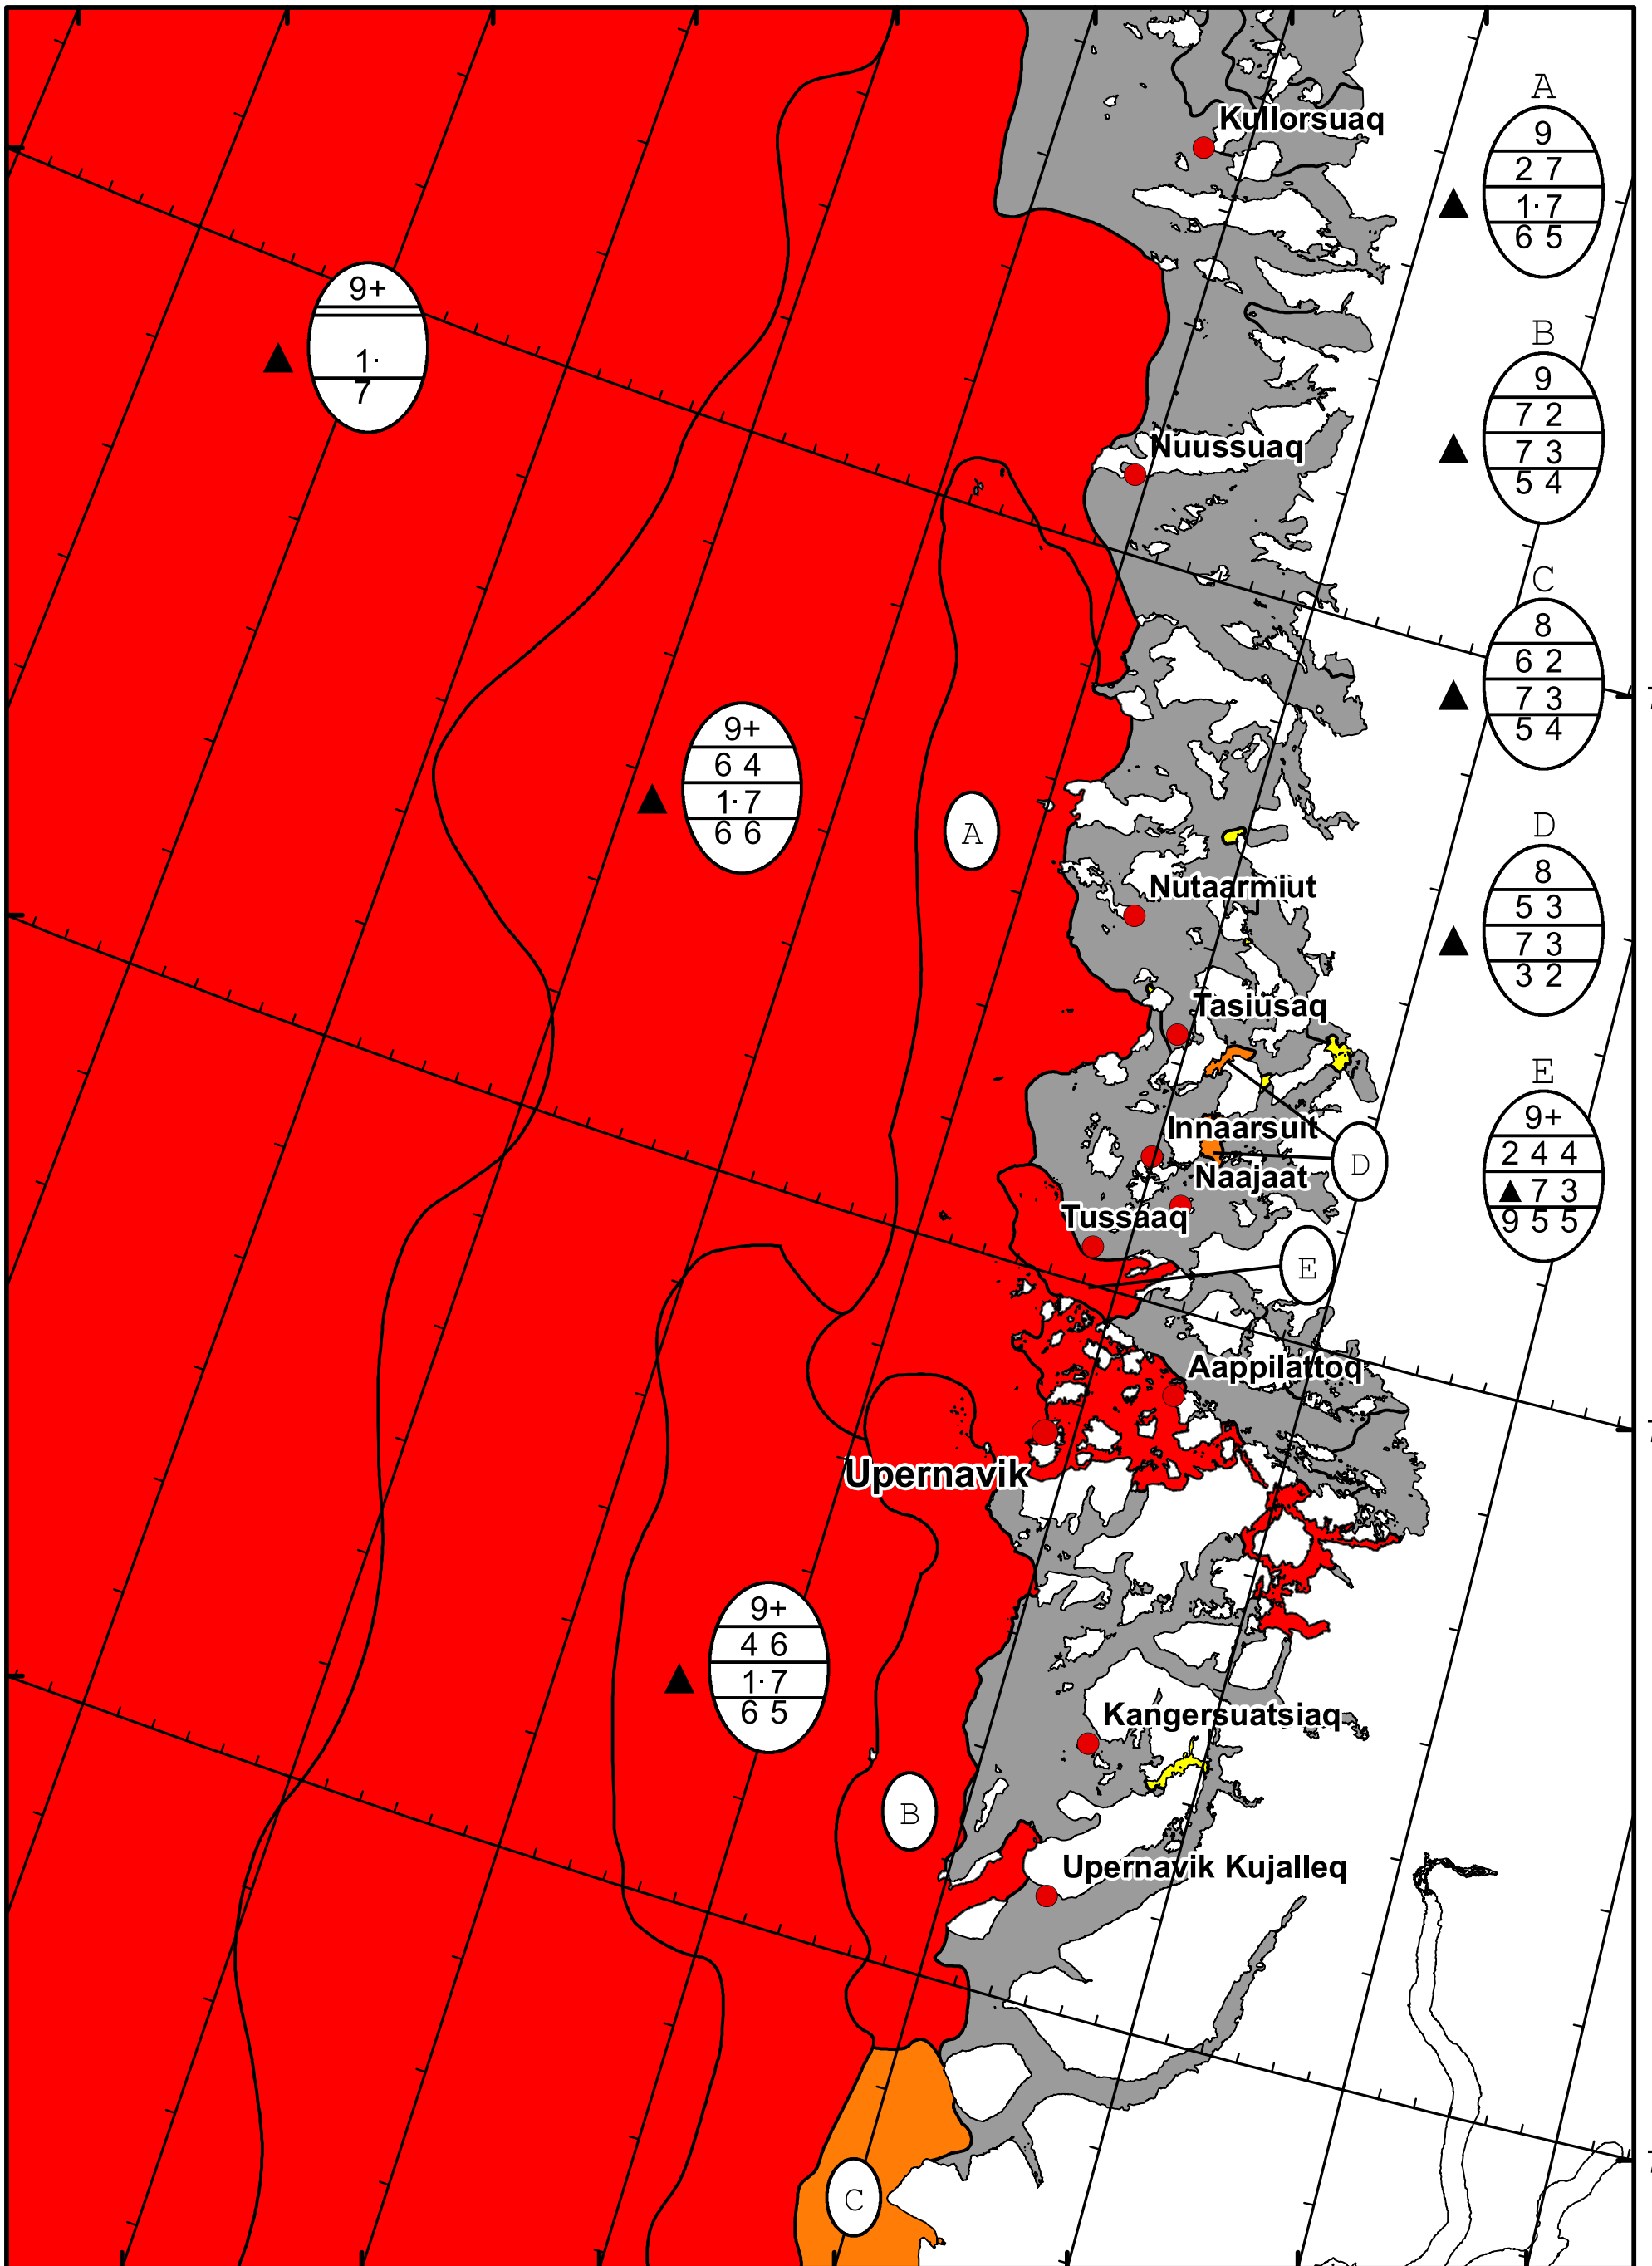 Kullorsuaq
Nuussuaq
Nutaarmiut
Tasiusaq
Innaarsuit
Naajaat
Tussaaq
Aappilattoq
Upernavik
Kangersuatsiaq
Upernavik Kujalleq
9+
1·
7
9+
6 4
1·7
6 6
9+
4 6
1·7
6 5
A
B
C
D
E
A
9
2 7
▲ 1·7
6 5
B
9
7 2
▲ 7 3
5 4
C
8
6 2
▲ 7 3
5 4
D
8
5 3
▲ 7 3
3 2
E
9+
2 4 4
▲ 7 3
9 5 5